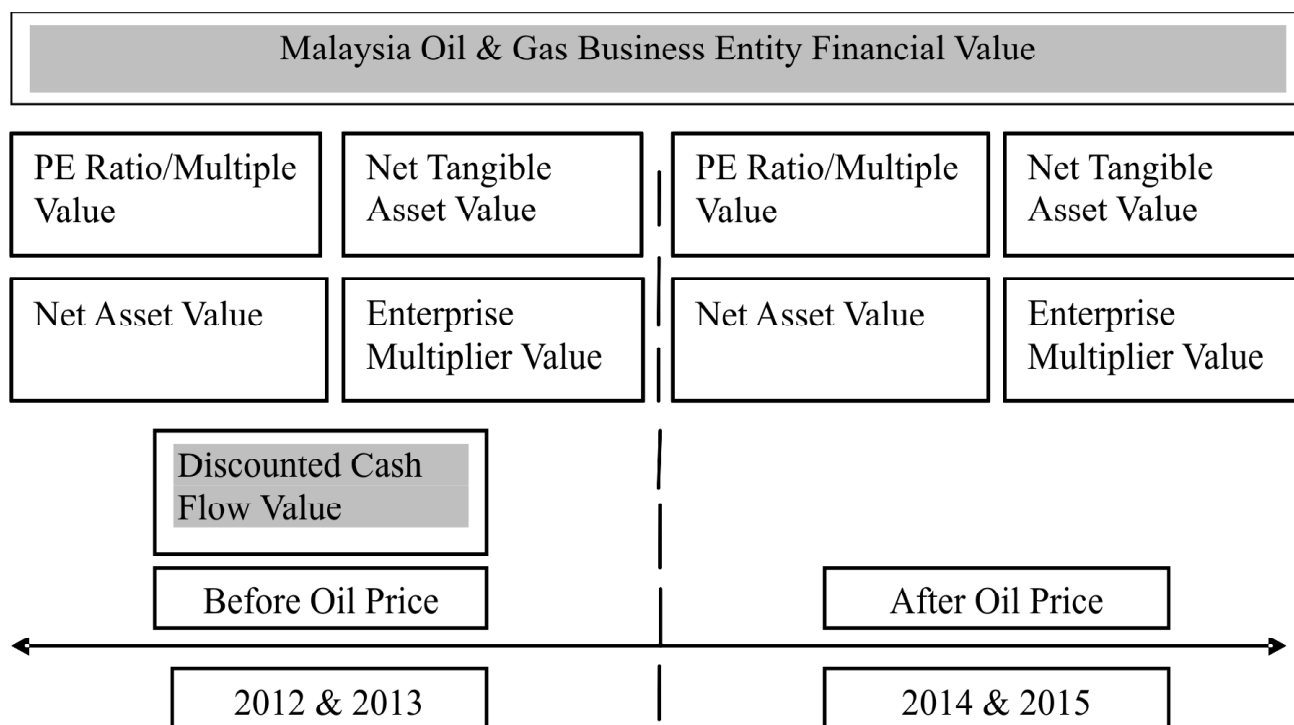 Malaysia Oil & Gas Business Entity Financial Value
PE Ratio/Multiple
Value
Net Tangible
Asset Value
PE Ratio/Multiple
Value
Net Tangible
Asset Value
Net Asset Value
Enterprise
Multiplier Value
Net Asset Value
Enterprise
Multiplier Value
Discounted Cash
Flow Value
Before Oil Price
After Oil Price
2012 & 2013
2014 & 2015